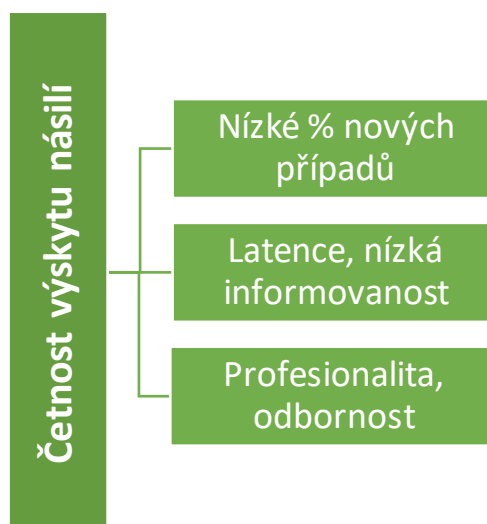 Četnost výskytu násilí
Nízké % nových
případů
Latence, nízká
informovanost
Profesionalita,
odbornost